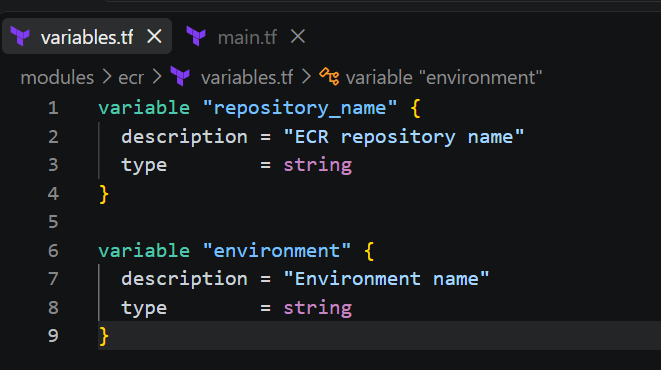 variables.tf × main.tf ×
modules > ecr > variables.tf > variable "environment"
1 variable "repository_name" {
2   description = "ECR repository name"
3   type        = string
4 }
5
6 variable "environment" {
7   description = "Environment name"
8   type        = string
9 }